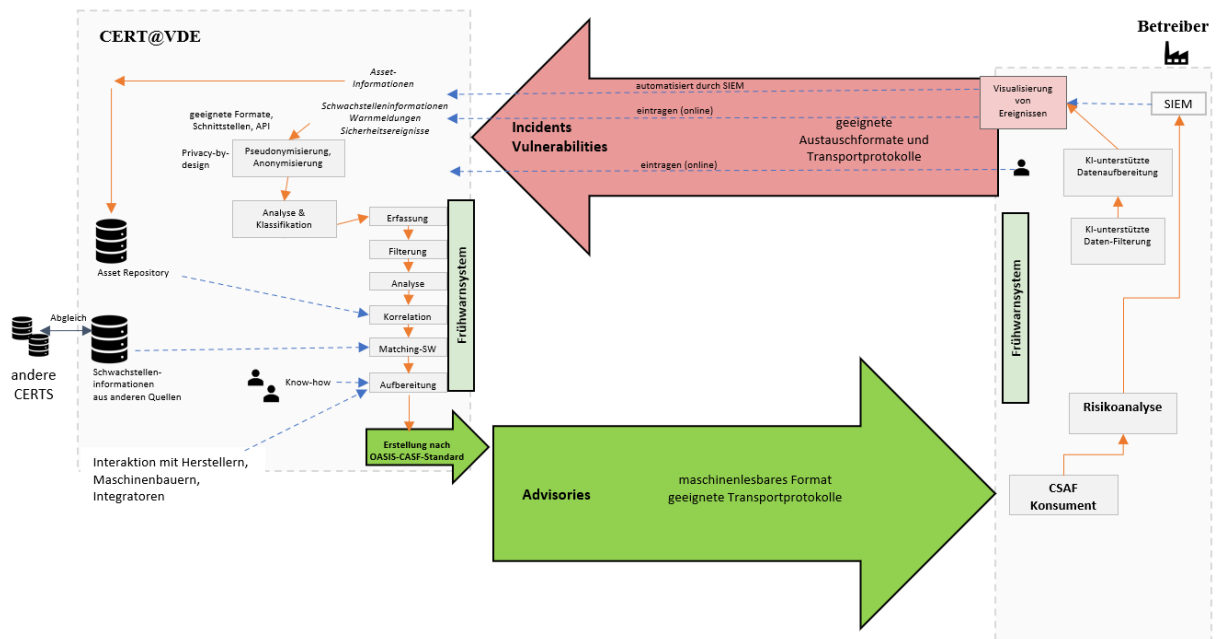 CERT@VDE
Betreiber
Asset-
Informationen
automatisiert durch SIEM
Visualisierung
von
Ereignissen
SIEM
Schwachstelleninformationen
Warnmeldungen
Sicherheitsereignisse
eintragen (online)
geeignete Formate,
Schnittstellen, API
Incidents
Vulnerabilities
geeignete
Austauschformate und
Transportprotokolle
Privacy-by-
design
Pseudonymisierung,
Anonymisierung
eintragen (online)
KI-unterstützte
Datenaufbereitung
Analyse &
Klassifikation
Erfassung
Filterung
Analyse
Korrelation
Matching-SW
Aufbereitung
Frühwarnsystem
KI-unterstützte
Daten-Filterung
Frühwarnsystem
Asset Repository
Abgleich
andere
CERTS
Schwachstellen-
informationen
aus anderen Quellen
Know-how
Erstellung nach
OASIS-CASF-Standard
Interaktion mit Herstellern,
Maschinenbauern,
Integratoren
Advisories
maschinenlesbares Format
geeignete Transportprotokolle
Risikoanalyse
CSAF
Konsument